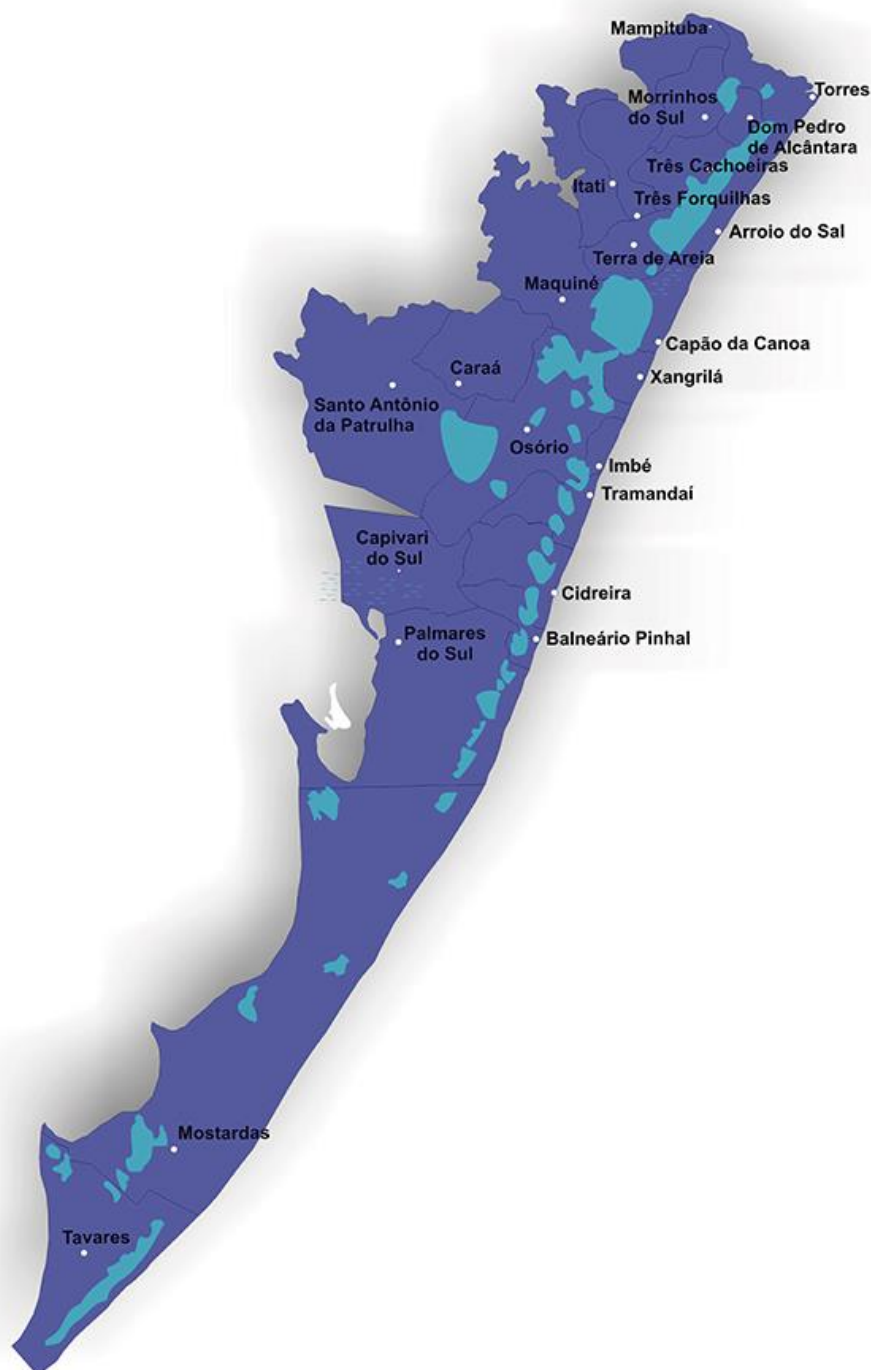 Mampituba
Torres
Morrinhos
do Sul
Dom Pedro
de Alcântara
Três Cachoeiras
Itati
Três Forquilhas
Arroio do Sal
Terra de Areia
Maquiné
Capão da Canoa
Caraá
Xangrilá
Santo Antônio
da Patrulha
Osório
Imbé
Tramandaí
Capivari
do Sul
Cidreira
Palmares
do Sul
Balneário Pinhal
Mostardas
Tavares